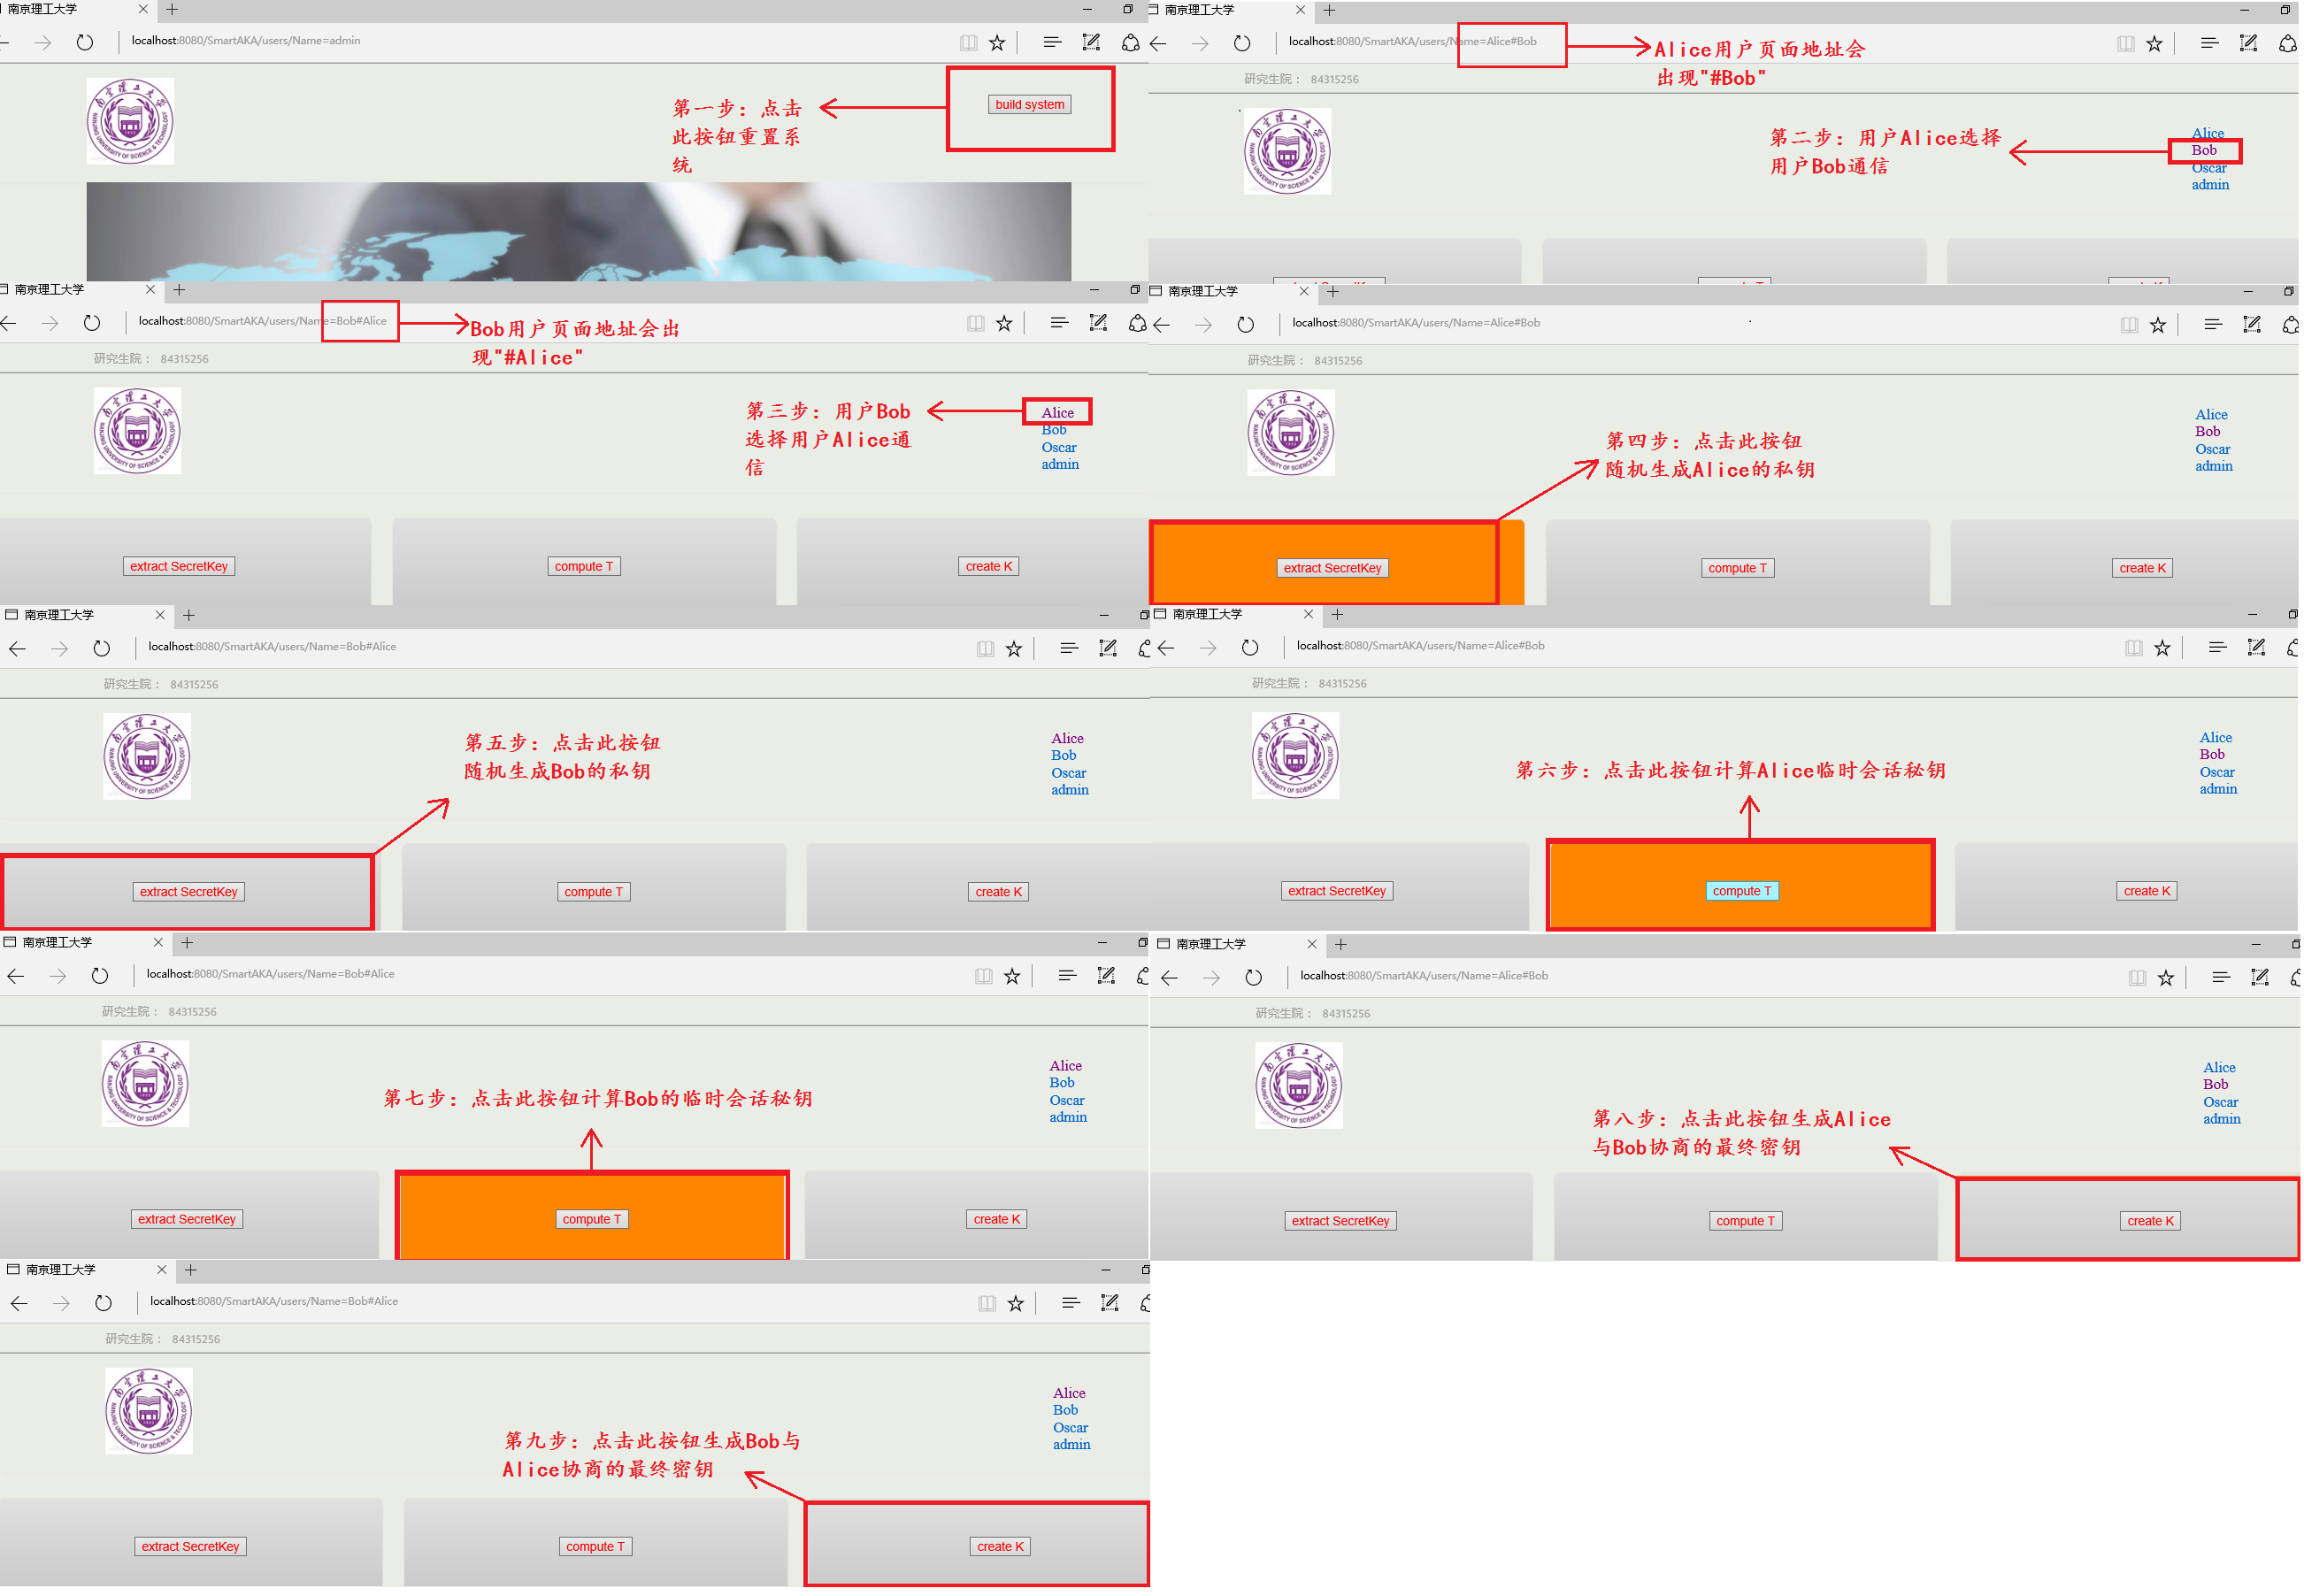 南京理工大学
localhost:8080/SmartAKA/users/Name=admin
build system
第一步：点击
此按钮重置系
统
南京理工大学
localhost:8080/SmartAKA/users/Name=Alice#Bob
Alice用户页面地址会
出现"#Bob"
研究生院： 84315256
第二步：用户Alice选择
用户Bob通信
Alice
Bob
Oscar
admin
南京理工大学
localhost:8080/SmartAKA/users/Name=Bob#Alice
Bob用户页面地址会出
现"#Alice"
研究生院： 84315256
第三步：用户Bob
选择用户Alice通
信
Alice
Bob
Oscar
admin
extract SecretKey
compute T
create K
南京理工大学
localhost:8080/SmartAKA/users/Name=Alice#Bob
研究生院： 84315256
第四步：点击此按钮
随机生成Alice的私钥
Alice
Bob
Oscar
admin
extract SecretKey
compute T
create K
南京理工大学
localhost:8080/SmartAKA/users/Name=Bob#Alice
研究生院： 84315256
第五步：点击此按钮
随机生成Bob的私钥
Alice
Bob
Oscar
admin
extract SecretKey
compute T
create K
南京理工大学
localhost:8080/SmartAKA/users/Name=Alice#Bob
研究生院： 84315256
第六步：点击此按钮计算Alice临时会话秘钥
Alice
Bob
Oscar
admin
extract SecretKey
compute T
create K
南京理工大学
localhost:8080/SmartAKA/users/Name=Bob#Alice
研究生院： 84315256
第七步：点击此按钮计算Bob的临时会话秘钥
Alice
Bob
Oscar
admin
extract SecretKey
compute T
create K
南京理工大学
localhost:8080/SmartAKA/users/Name=Alice#Bob
研究生院： 84315256
第八步：点击此按钮生成Alice
与Bob协商的最终密钥
Alice
Bob
Oscar
admin
extract SecretKey
compute T
create K
南京理工大学
localhost:8080/SmartAKA/users/Name=Bob#Alice
研究生院： 84315256
第九步：点击此按钮生成Bob与
Alice协商的最终密钥
Alice
Bob
Oscar
admin
extract SecretKey
compute T
create K